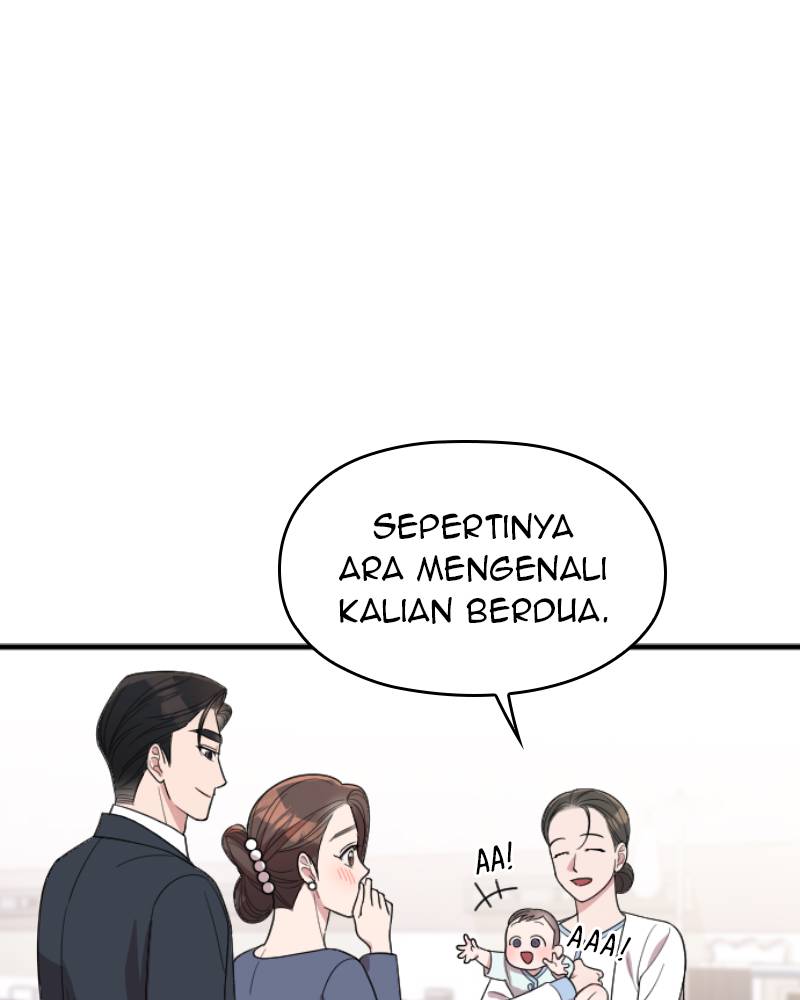 SEPERTINYA
ARA MENGENALI
KALIAN BERDUA.
AA!
AAA!